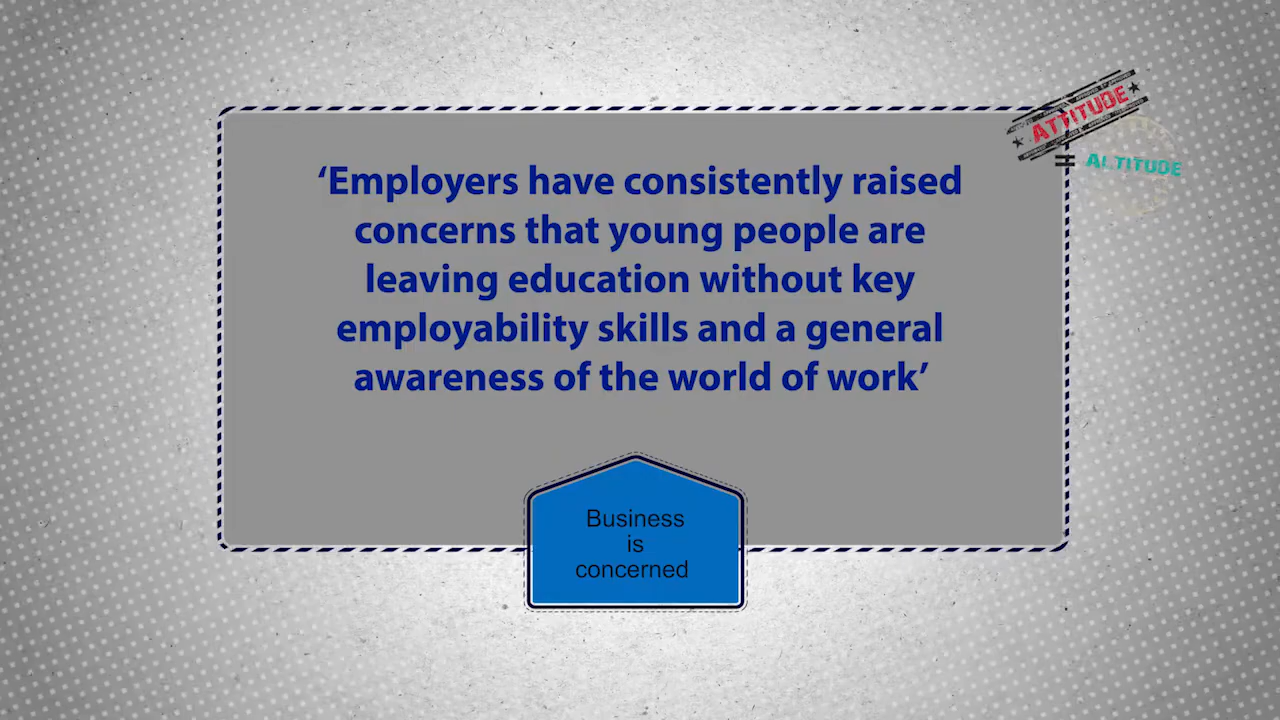 ATTITUDE
= ALTITUDE
‘Employers have consistently raised
concerns that young people are
leaving education without key
employability skills and a general
awareness of the world of work’
Business
is
concerned